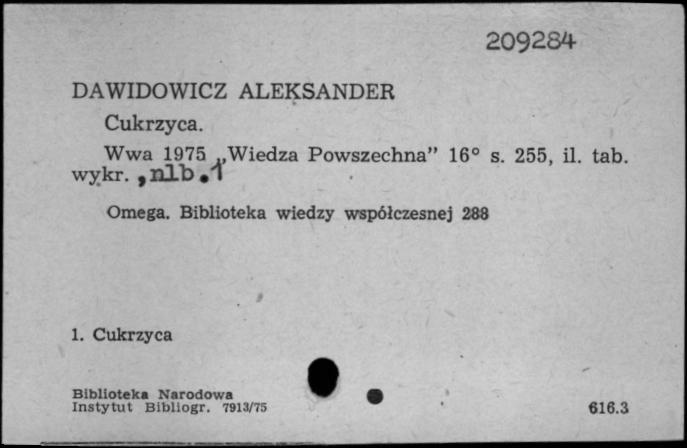 209284
DAWIDOWICZ ALEKSANDER
Cukrzyca.
Wwa 1975 „Wiedza Powszechna” 16° s. 255, il. tab.
wykr. ,nlb.1
Omega. Biblioteka wiedzy współczesnej 288
1. Cukrzyca
Biblioteka Narodowa
Instytut Bibliogr. 7913/75
616.3